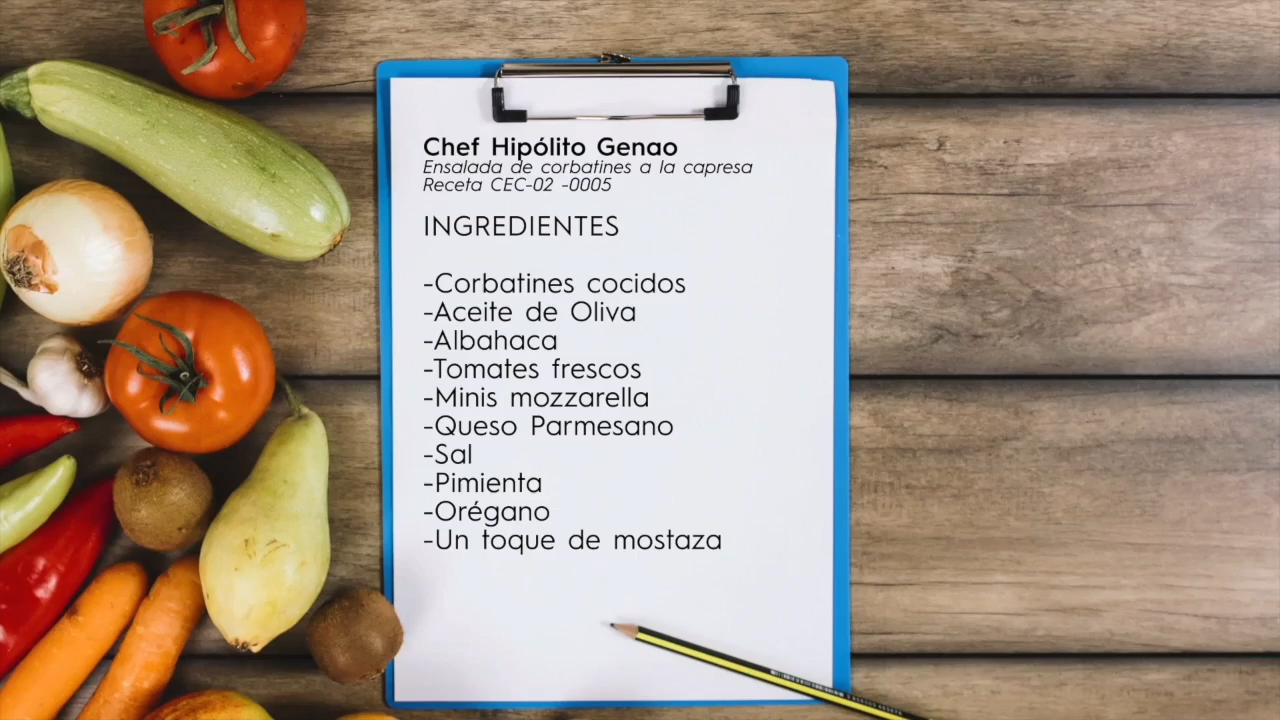 Chef Hipólito Genao
Ensalada de corbatines a la capresa
Receta CEC-02 -0005
INGREDIENTES
-Corbatines cocidos
-Aceite de Oliva
-Albahaca
-Tomates frescos
-Minis mozzarella
-Queso Parmesano
-Sal
-Pimienta
-Orégano
-Un toque de mostaza